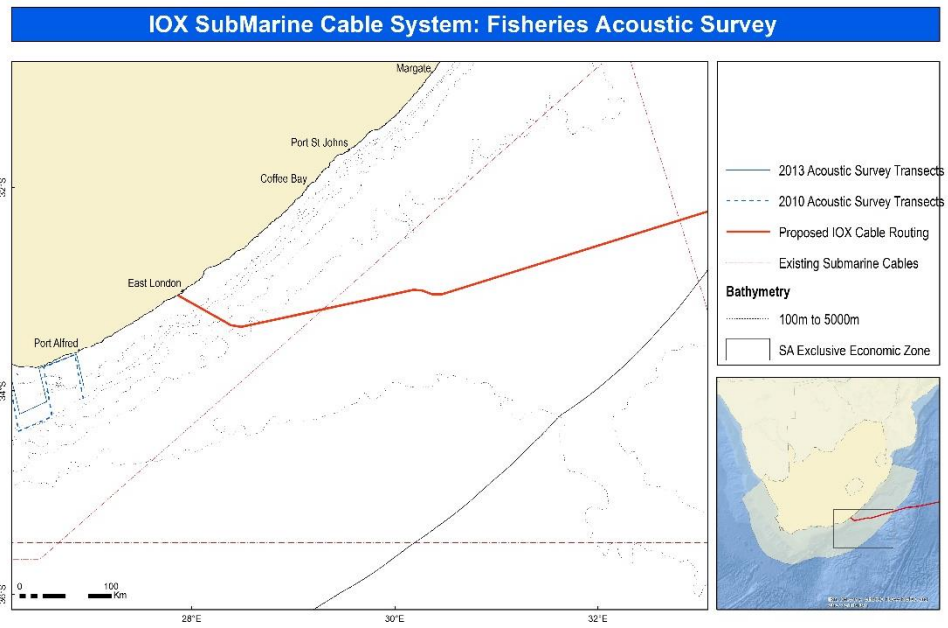 IOX SubMarine Cable System: Fisheries Acoustic Survey
Margate
Port St Johns
Coffee Bay
East London
Port Alfred
32°S
34°S
36°S
0 100
Km
28°E 30°E 32°E
2013 Acoustic Survey Transects
2010 Acoustic Survey Transects
Proposed IOX Cable Routing
Existing Submarine Cables
Bathymetry
100m to 5000m
SA Exclusive Economic Zone